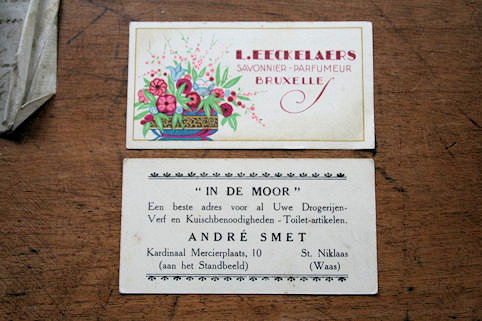 L. EECKELAERS
SAVONNIER-PARFUMEUR
BRUXELLES
"IN DE MOOR"
Een beste adres voor al Uwe Drogerijen-
Verf en Kuischbenoodigheden - Toilet-artikelen.
ANDRÉ SMET
Kardinaal Mercierplaats, 10 St. Niklaas
(aan het Standbeeld) (Waas)